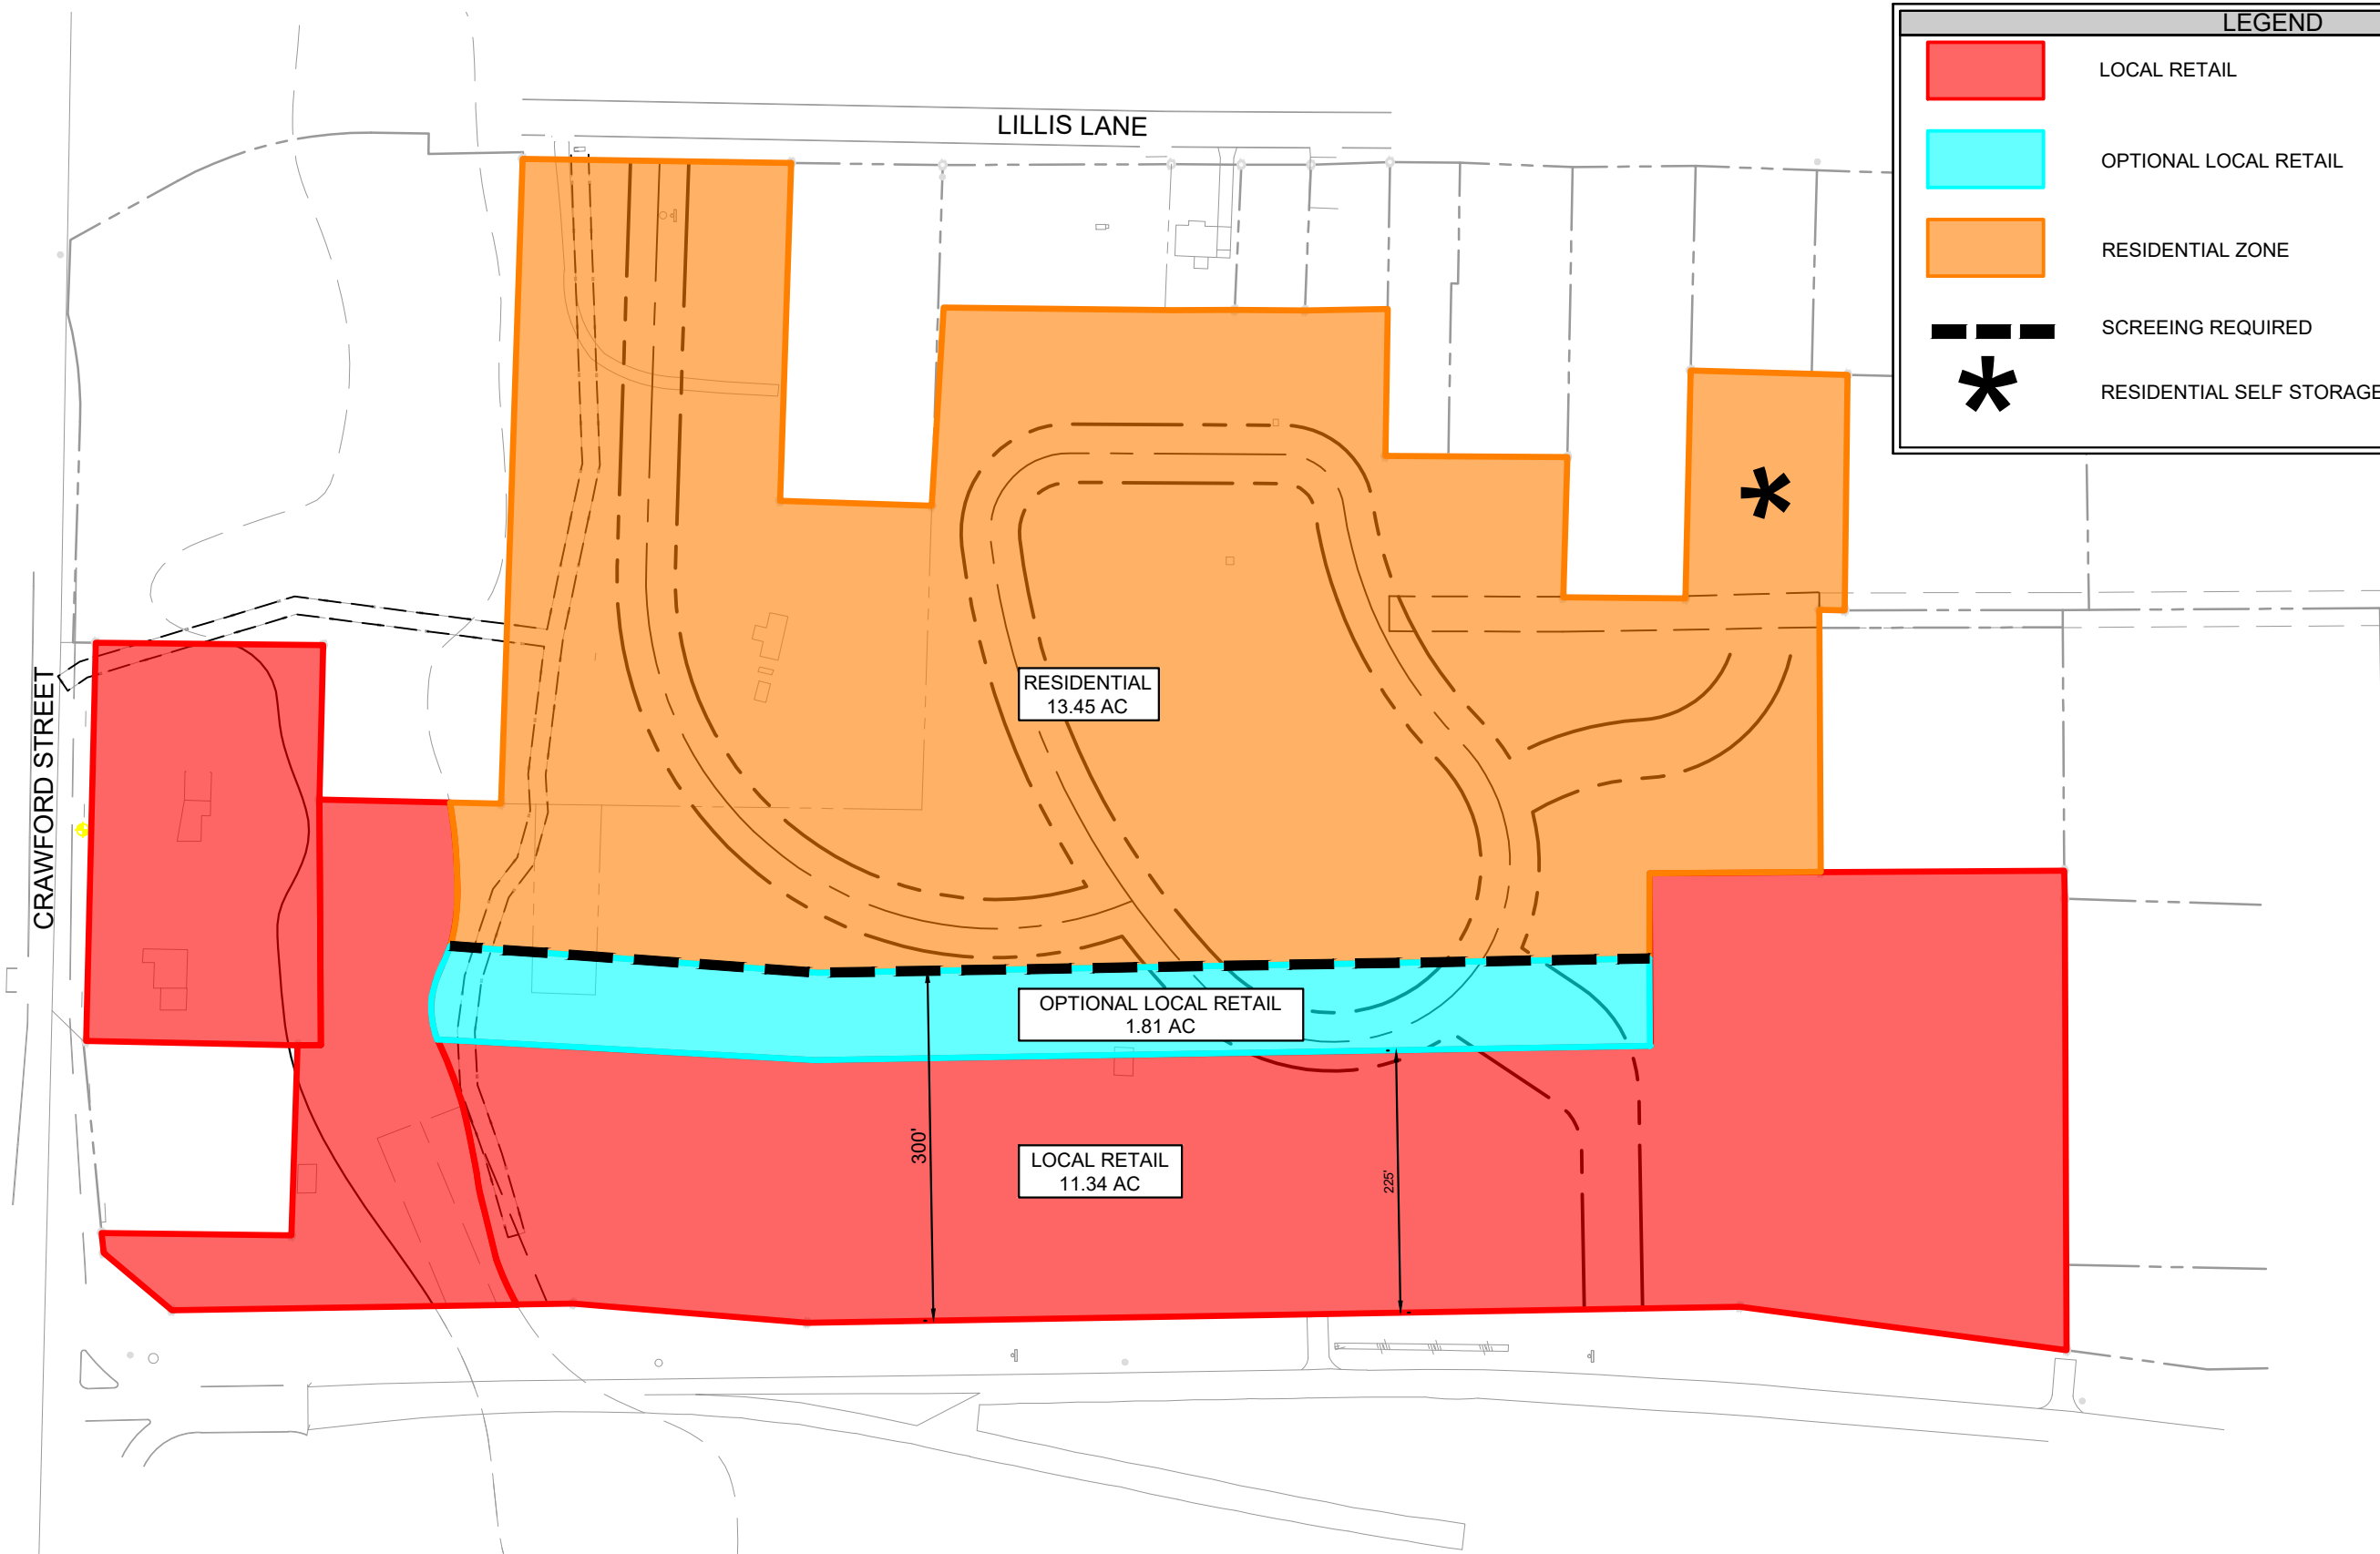 LEGEND
LOCAL RETAIL
OPTIONAL LOCAL RETAIL
RESIDENTIAL ZONE
SCREEING REQUIRED
RESIDENTIAL SELF STORAGE
LILLIS LANE
CRAWFORD STREET
RESIDENTIAL
13.45 AC
OPTIONAL LOCAL RETAIL
1.81 AC
LOCAL RETAIL
11.34 AC
300'
225'